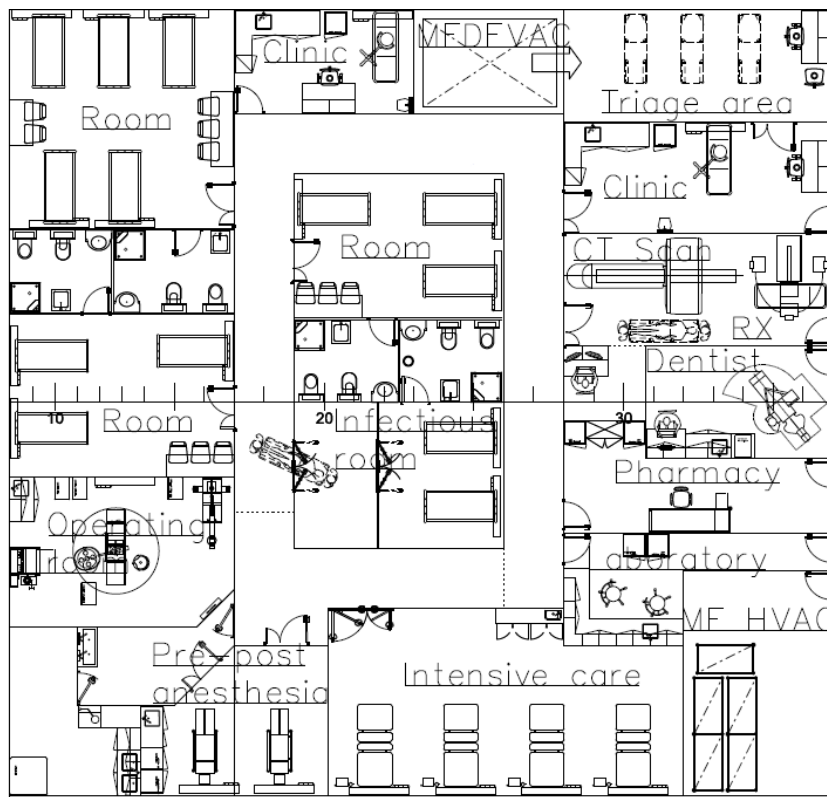 Clinic
MEDEVAC
Triage area
Room
Clinic
Room
CT Scan
RX
Dentist
10
20
30
Room
Infectious
room
Pharmacy
Operating
room
Laboratory
MF HVAC
Pre-post
anesthesia
Intensive care